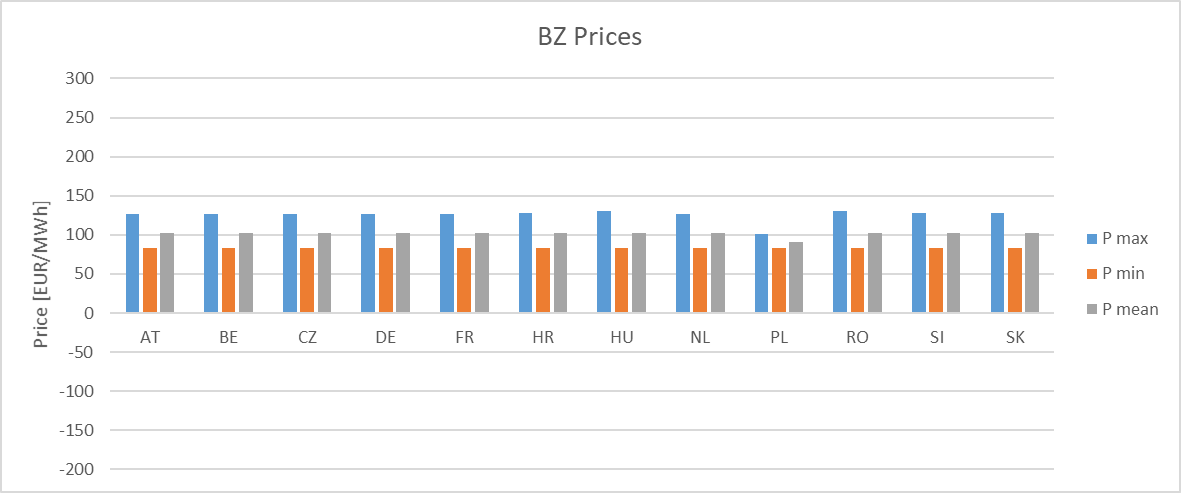 BZ Prices
Price [EUR/MWh]
300
250
200
150
100
50
0
-50
-100
-150
-200
AT BE CZ DE FR HR HU NL PL RO SI SK
P max
P min
P mean